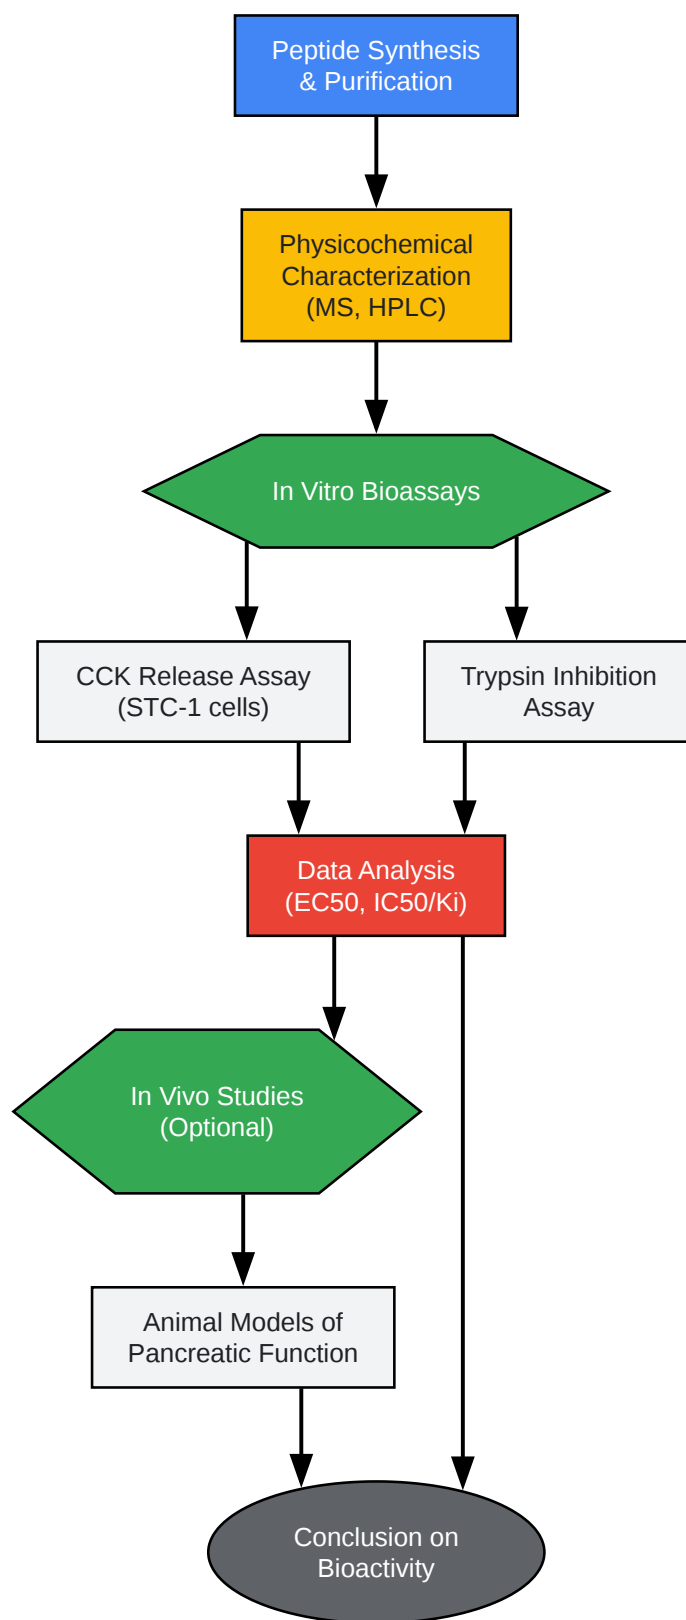 Peptide Synthesis
& Purification
Physicochemical
Characterization
(MS, HPLC)
In Vitro Bioassays
CCK Release Assay
(STC-1 cells)
Trypsin Inhibition
Assay
Data Analysis
(EC50, IC50/Ki)
In Vivo Studies
(Optional)
Animal Models of
Pancreatic Function
Conclusion on
Bioactivity